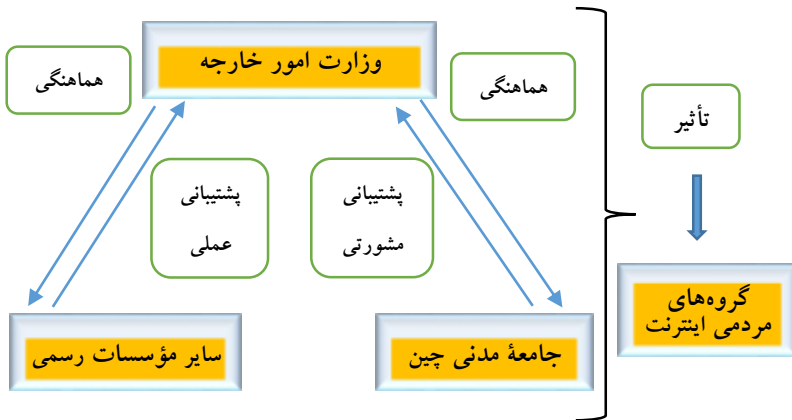 وزارت امور خارجه
هماهنگی
هماهنگی
تأثیر
پشتیبانی
مشورتی
پشتیبانی
عملی
گروه‌های
مردمی اینترنت
جامعۀ مدنی چین
سایر مؤسسات رسمی